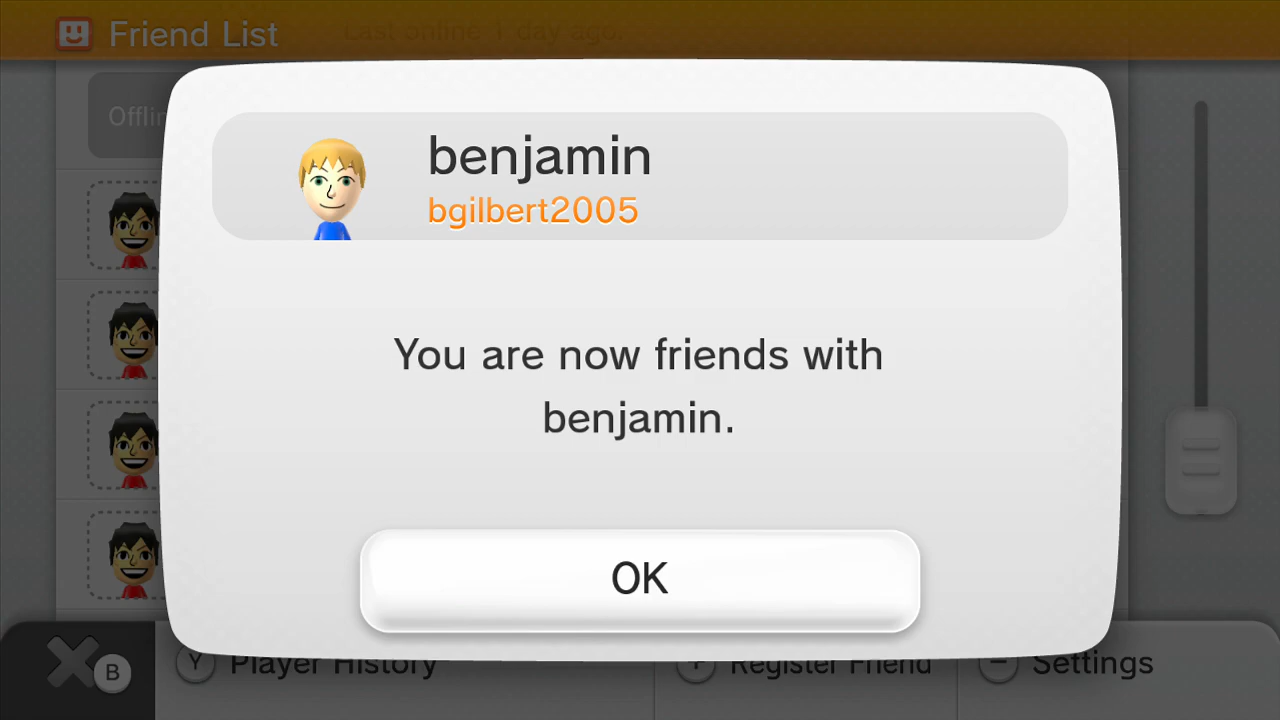 Friend List
Last online 1 day ago.
Offlin
benjamin
bgilbert2005
You are now friends with
benjamin.
OK
B
Y Player History
Register Friend
Settings